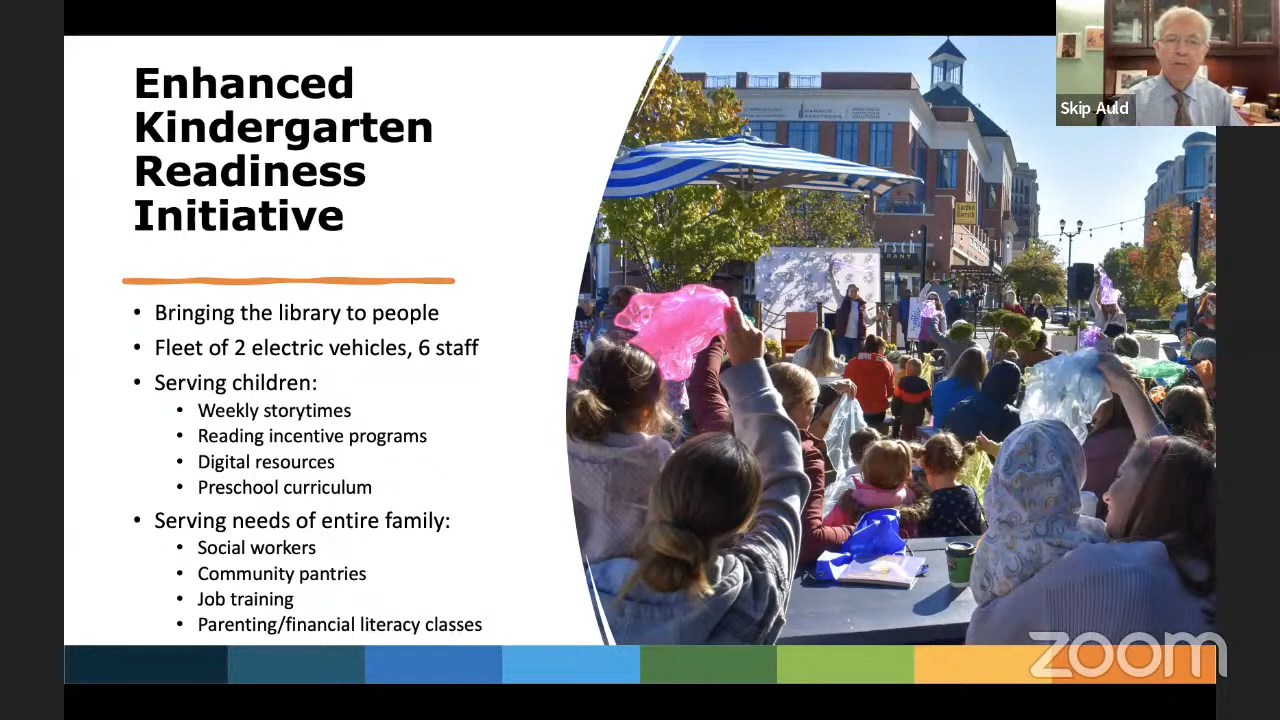 Enhanced
Kindergarten
Readiness
Initiative
• Bringing the library to people
• Fleet of 2 electric vehicles, 6 staff
• Serving children:
• Weekly storytimes
• Reading incentive programs
• Digital resources
• Preschool curriculum
• Serving needs of entire family:
• Social workers
• Community pantries
• Job training
• Parenting/financial literacy classes
Skip Auld
zoom